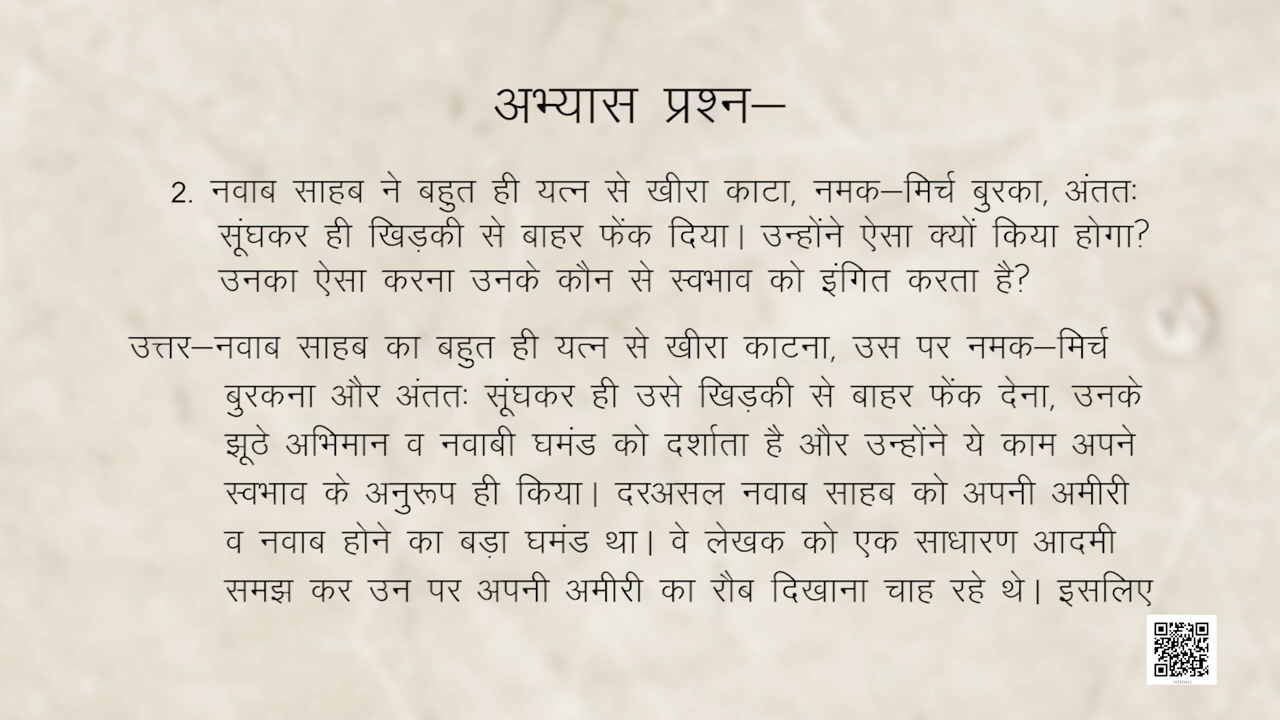 अभ्यास प्रश्न–
2. नवाब साहब ने बहुत ही यत्न से खीरा काटा, नमक–मिर्च बुरका, अंततः
सूंघकर ही खिड़की से बाहर फेंक दिया। उन्होंने ऐसा क्यों किया होगा?
उनका ऐसा करना उनके कौन से स्वभाव को इंगित करता है?
उत्तर–नवाब साहब का बहुत ही यत्न से खीरा काटना, उस पर नमक–मिर्च
बुरकना और अंततः सूंघकर ही उसे खिड़की से बाहर फेंक देना, उनके
झूठे अभिमान व नवाबी घमंड को दर्शाता है और उन्होंने ये काम अपने
स्वभाव के अनुरूप ही किया। दरअसल नवाब साहब को अपनी अमीरी
व नवाब होने का बड़ा घमंड था। वे लेखक को एक साधारण आदमी
समझ कर उन पर अपनी अमीरी का रौब दिखाना चाह रहे थे। इसलिए